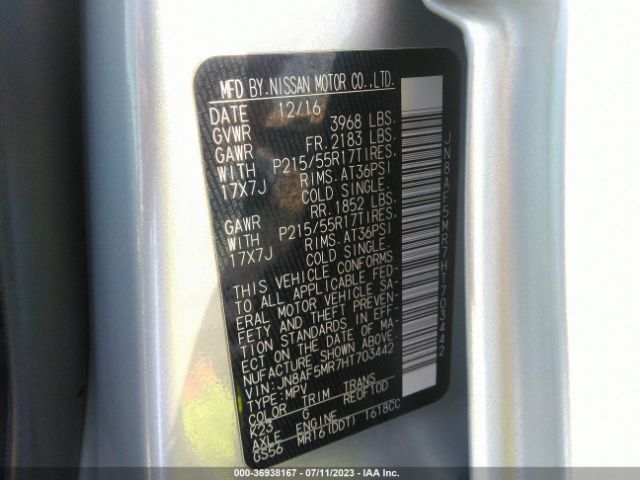 MFD BY. NISSAN MOTOR CO., LTD.
DATE 12/16
GVWR 3968 LBS.
GAWR FR. 2183 LBS.
WITH P215/55R17TIRES,
17X7J RIMS. AT36PSI
COLD SINGLE.
GAWR RR. 1852 LBS.
WITH P215/55R17TIRES,
17X7J RIMS. AT36PSI
COLD SINGLE.
THIS VEHICLE CONFORMS
TO ALL APPLICABLE FED-
ERAL MOTOR VEHICLE SA-
FETY AND THEFT PREVEN-
TION STANDARDS IN EFF-
ECT ON THE DATE OF MA-
NUFACTURE SHOWN ABOVE.
VIN:JN8AF5MR7HT703442
TYPE:MPV
COLOR TRIM TRANS
K23 G RE0F10D
AXLE ENGINE
GS56 MR16(DDT) 1618CC
JN8AF5MR7HT703442
000-36938167 - 07/11/2023 - IAA Inc.